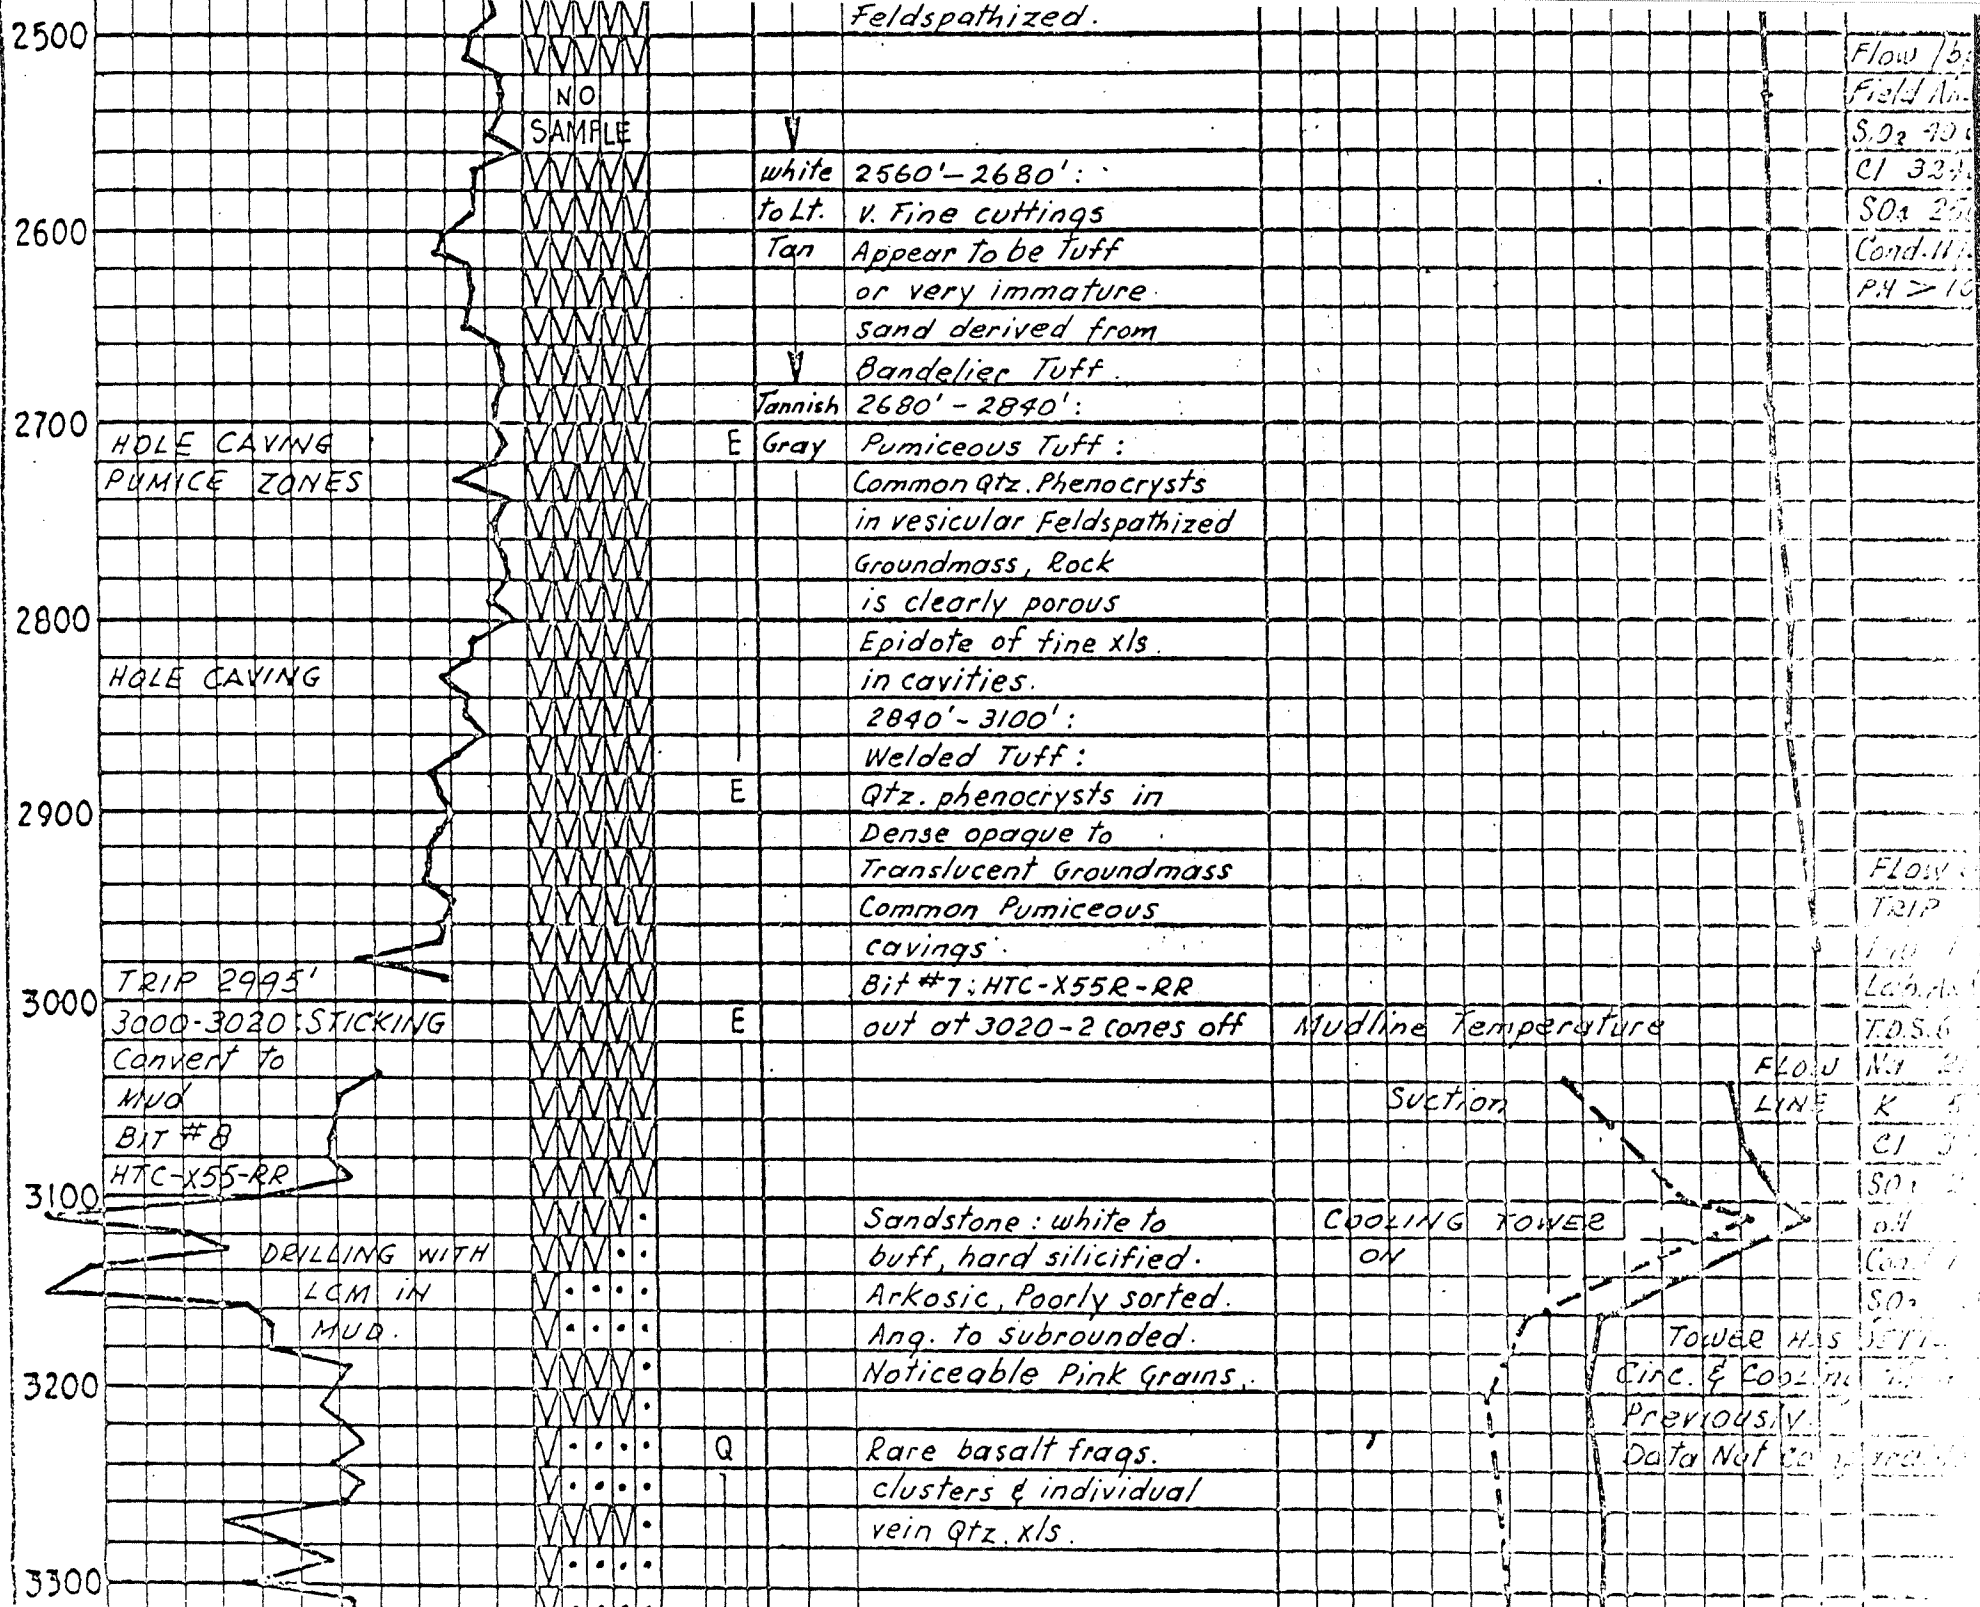 Feldspathized.
2500
NO
SAMPLE
white 2560'-2680':
to Lt. v. Fine cuttings
2600
Tan Appear to be Tuff
or very immature
sand derived from
Bandelier Tuff.
Tannish 2680'-2840':
2700
HOLE CAVING
E Gray Pumiceous Tuff:
PUMICE ZONES
Common Qtz. Phenocrysts
in vesicular Feldspathized
Groundmass, Rock
is clearly porous
2800
Epidote of fine xls.
HOLE CAVING
in cavities.
2840'-3100':
Welded Tuff:
E Qtz. phenocrysts in
2900
Dense opaque to
Translucent Groundmass
Common Pumiceous
cavings.
TRIP 2995'
Bit #7: HTC-X55R-RR
3000
3000-3020: STICKING
E out at 3020-2 cones off
Mudline Temperature
Convert to
Mud
BIT #8
HTC-X55-RR
Suction
FLOW
LINE
3100
Sandstone: white to
buff, hard silicified.
Arkosic, Poorly sorted.
Ang. to subrounded.
Noticeable Pink Grains.
DRILLING WITH
LCM IN
MUD.
COOLING TOWER
ON
3200
Q Rare basalt frags.
clusters & individual
vein Qtz. xls.
3300
Flow
Field
SiO2
Cl
SO4
Cond.
PH >
FLOW
TRIP
T.D.S.
Na
K
Cl
TOWER HAS
Circ. & Cooling
Previously.
Data Not